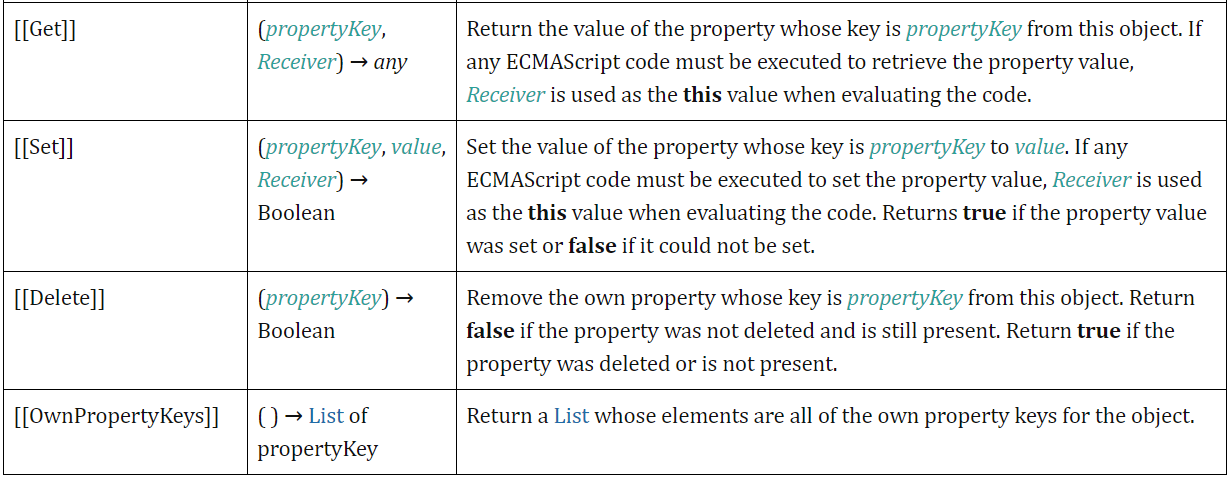 [[Get]]
(propertyKey,
Receiver) → any
Return the value of the property whose key is propertyKey from this object. If
any ECMAScript code must be executed to retrieve the property value,
Receiver is used as the this value when evaluating the code.
[[Set]]
(propertyKey, value,
Receiver) →
Boolean
Set the value of the property whose key is propertyKey to value. If any
ECMAScript code must be executed to set the property value, Receiver is used
as the this value when evaluating the code. Returns true if the property value
was set or false if it could not be set.
[[Delete]]
(propertyKey) →
Boolean
Remove the own property whose key is propertyKey from this object. Return
false if the property was not deleted and is still present. Return true if the
property was deleted or is not present.
[[OwnPropertyKeys]]
( ) → List of
propertyKey
Return a List whose elements are all of the own property keys for the object.